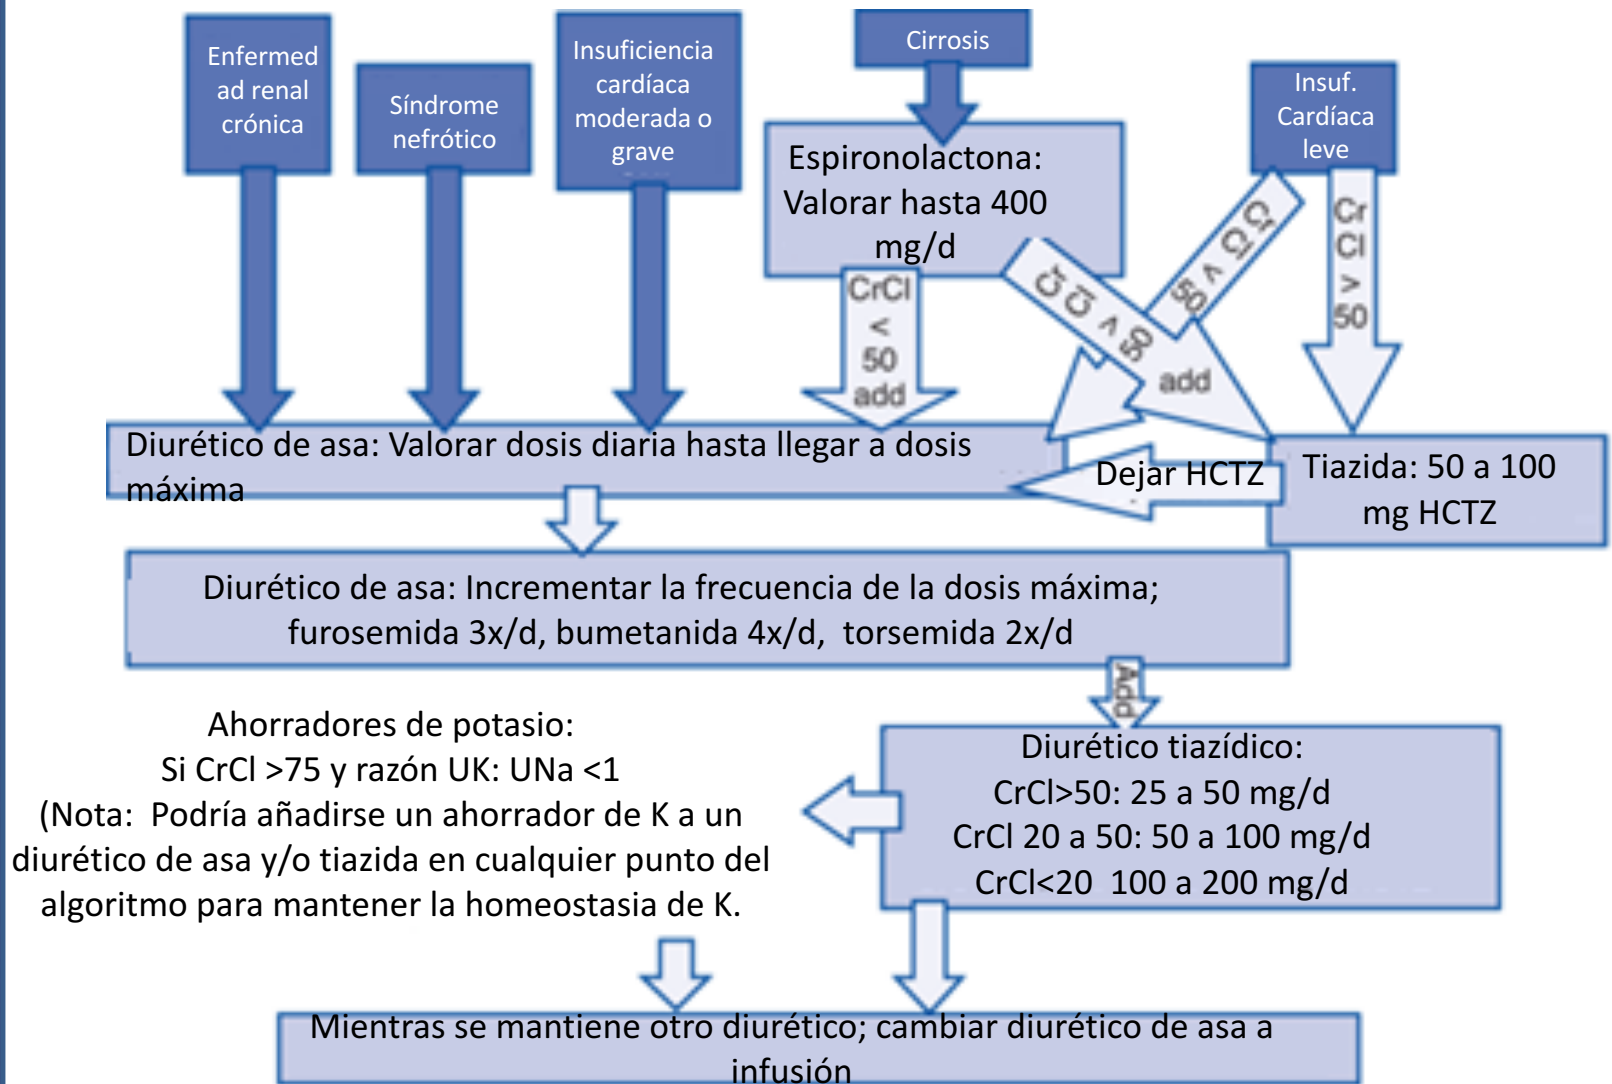 Enfermed
ad renal
crónica
Síndrome
nefrótico
Insuficiencia
cardíaca
moderada o
grave
Cirrosis
Insuf.
Cardíaca
leve
Espironolactona:
Valorar hasta 400
mg/d
CrCl
<
50
add
Cr
Cl
>
50
add
Cr
Cl
<
50
Cr
Cl
>
50
Diurético de asa: Valorar dosis diaria hasta llegar a dosis
máxima
Dejar HCTZ
Tiazida: 50 a 100
mg HCTZ
Diurético de asa: Incrementar la frecuencia de la dosis máxima;
furosemida 3x/d, bumetanida 4x/d, torsemida 2x/d
Add
Ahorradores de potasio:
Si CrCl >75 y razón UK: UNa <1
(Nota: Podría añadirse un ahorrador de K a un
diurético de asa y/o tiazida en cualquier punto del
algoritmo para mantener la homeostasia de K.
Diurético tiazídico:
CrCl>50: 25 a 50 mg/d
CrCl 20 a 50: 50 a 100 mg/d
CrCl<20 100 a 200 mg/d
Mientras se mantiene otro diurético; cambiar diurético de asa a
infusión